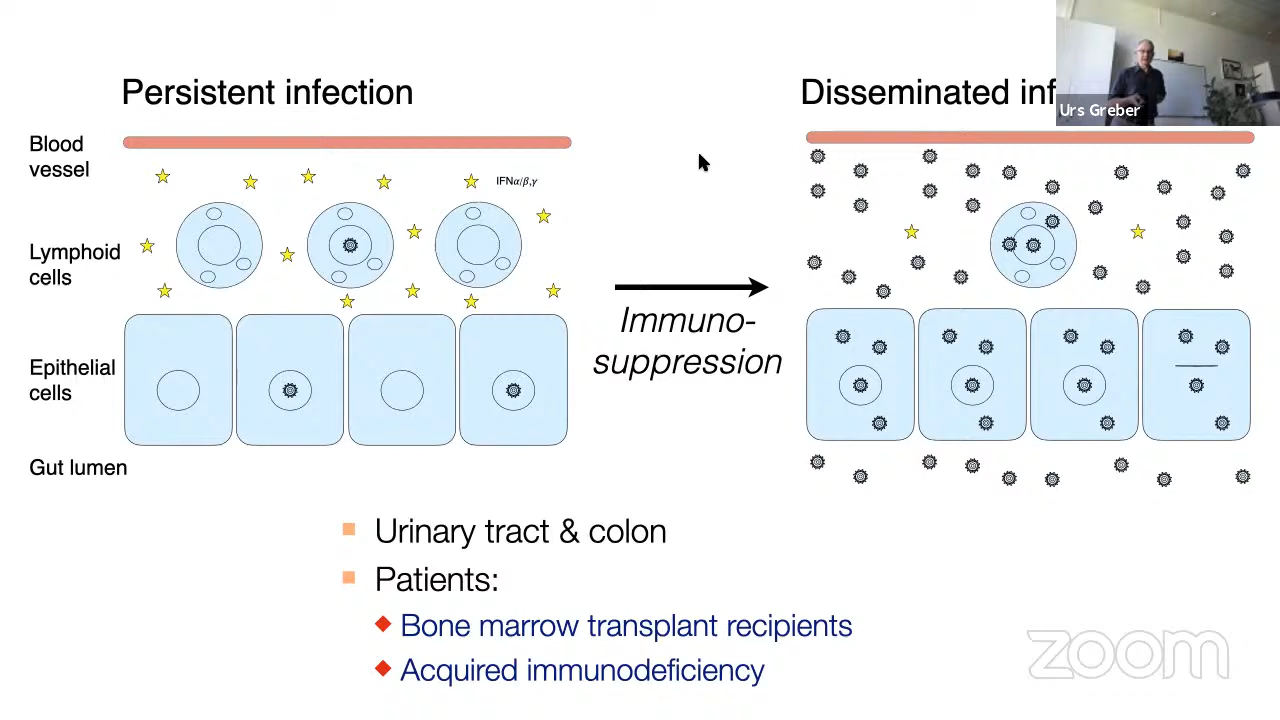 Persistent infection
Disseminated inf
Urs Greber
Blood
vessel
IFNα/β,γ
Lymphoid
cells
Immuno-
suppression
Epithelial
cells
Gut lumen
Urinary tract & colon
Patients:
Bone marrow transplant recipients
Acquired immunodeficiency
zoom